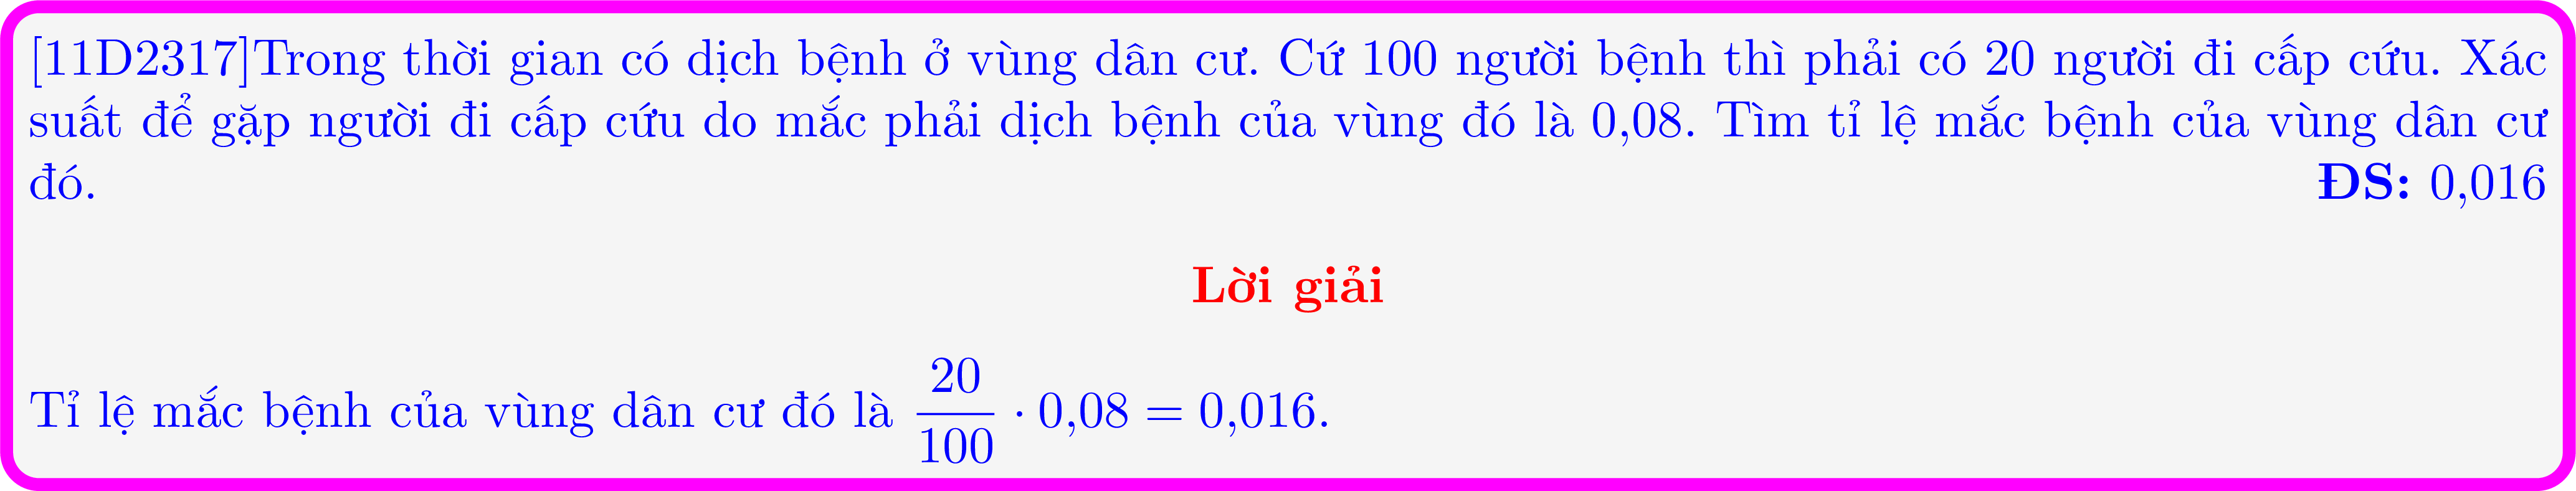 [11D2317]Trong thời gian có dịch bệnh ở vùng dân cư. Cứ 100 người bệnh thì phải có 20 người đi cấp cứu. Xác
suất để gặp người đi cấp cứu do mắc phải dịch bệnh của vùng đó là 0,08. Tìm tỉ lệ mắc bệnh của vùng dân cư
đó. ĐS: 0,016
Lời giải
Tỉ lệ mắc bệnh của vùng dân cư đó là 20/100 · 0,08 = 0,016.